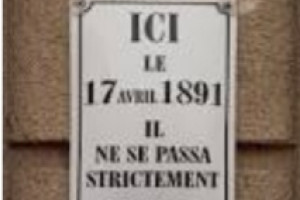 ICI
LE
17 AVRIL 1891
IL
NE SE PASSA
STRICTEMENT